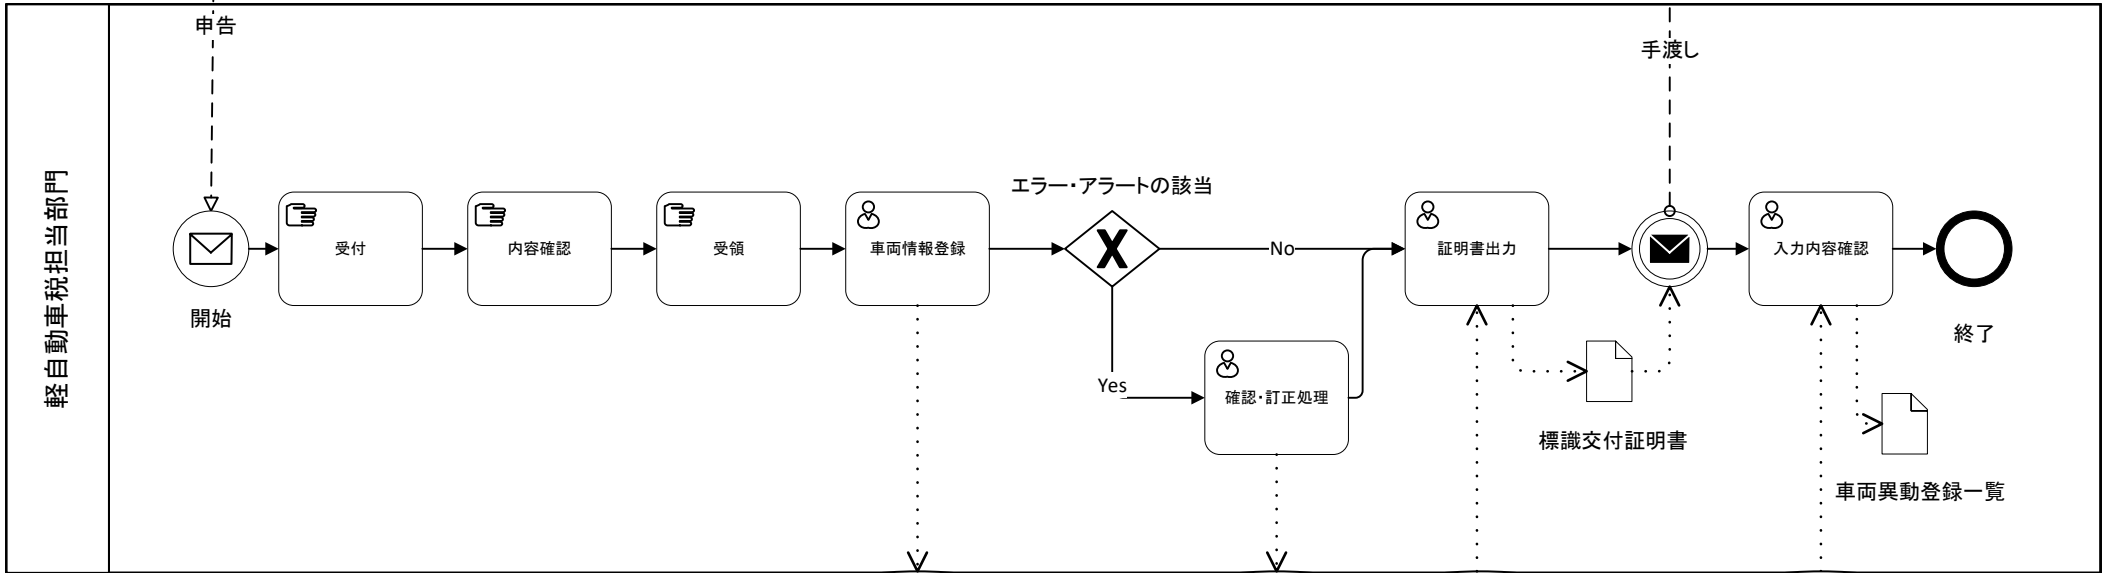 申告
手渡し
軽自動車税担当部門
エラー・アラートの該当
受付
内容確認
受領
車両情報登録
No
証明書出力
入力内容確認
開始
終了
Yes
確認・訂正処理
標識交付証明書
車両異動登録一覧